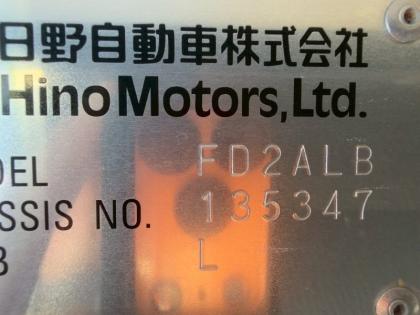 日野自動車株式会社
Hino Motors, Ltd.
DEL FD2ALB
SSIS NO. 135347
B L